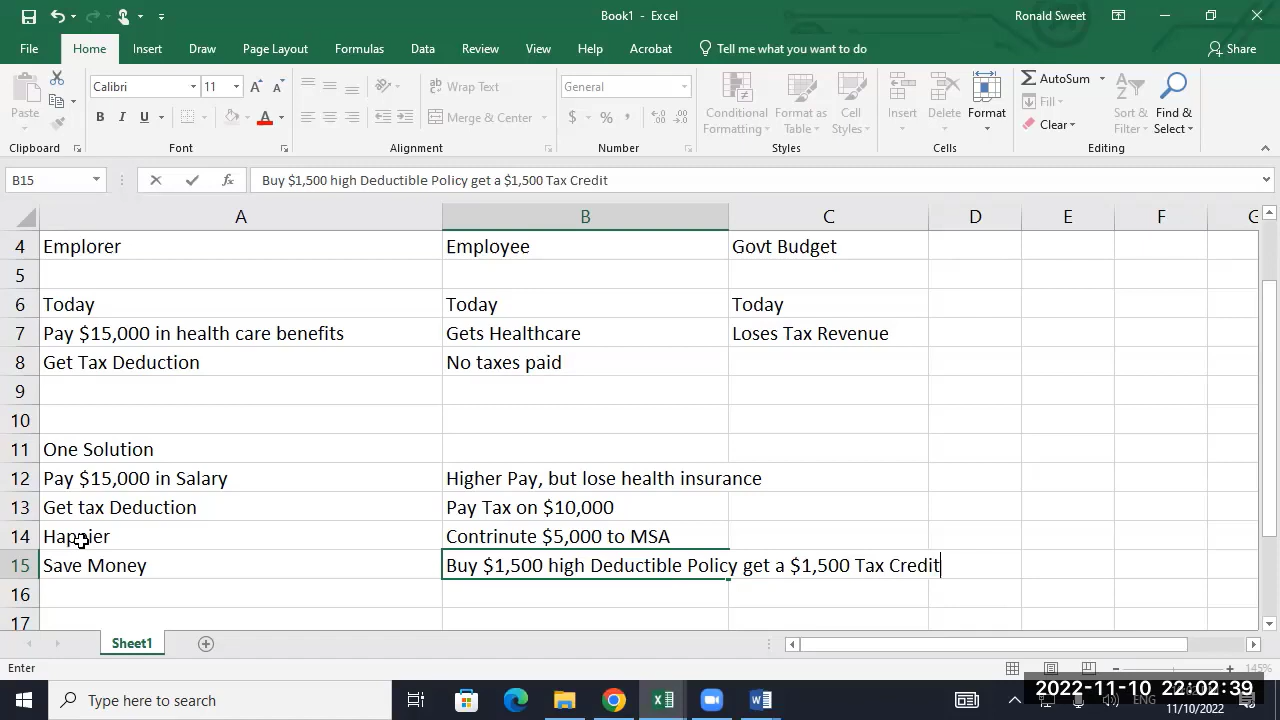 Book1 - Excel
Ronald Sweet
File Home Insert Draw Page Layout Formulas Data Review View Help Acrobat Tell me what you want to do Share
Paste
Calibri 11
Wrap Text
General
Conditional Formatting
Format as Table
Cell Styles
Insert
Delete
Format
AutoSum
Fill
Clear
Sort & Filter
Find & Select
B I U
Merge & Center
$ % ,
Clipboard Font Alignment Number Styles Cells Editing
B15 fx Buy $1,500 high Deductible Policy get a $1,500 Tax Credit
A B C D E F G
4 Emplorer Employee Govt Budget
5
6 Today Today Today
7 Pay $15,000 in health care benefits Gets Healthcare Loses Tax Revenue
8 Get Tax Deduction No taxes paid
9
10
11 One Solution
12 Pay $15,000 in Salary Higher Pay, but lose health insurance
13 Get tax Deduction Pay Tax on $10,000
14 Happier Contrinute $5,000 to MSA
15 Save Money Buy $1,500 high Deductible Policy get a $1,500 Tax Credit
16
17
Sheet1
Enter
145%
Type here to search
2022-11-10 22:02:39
ENG
11/10/2022